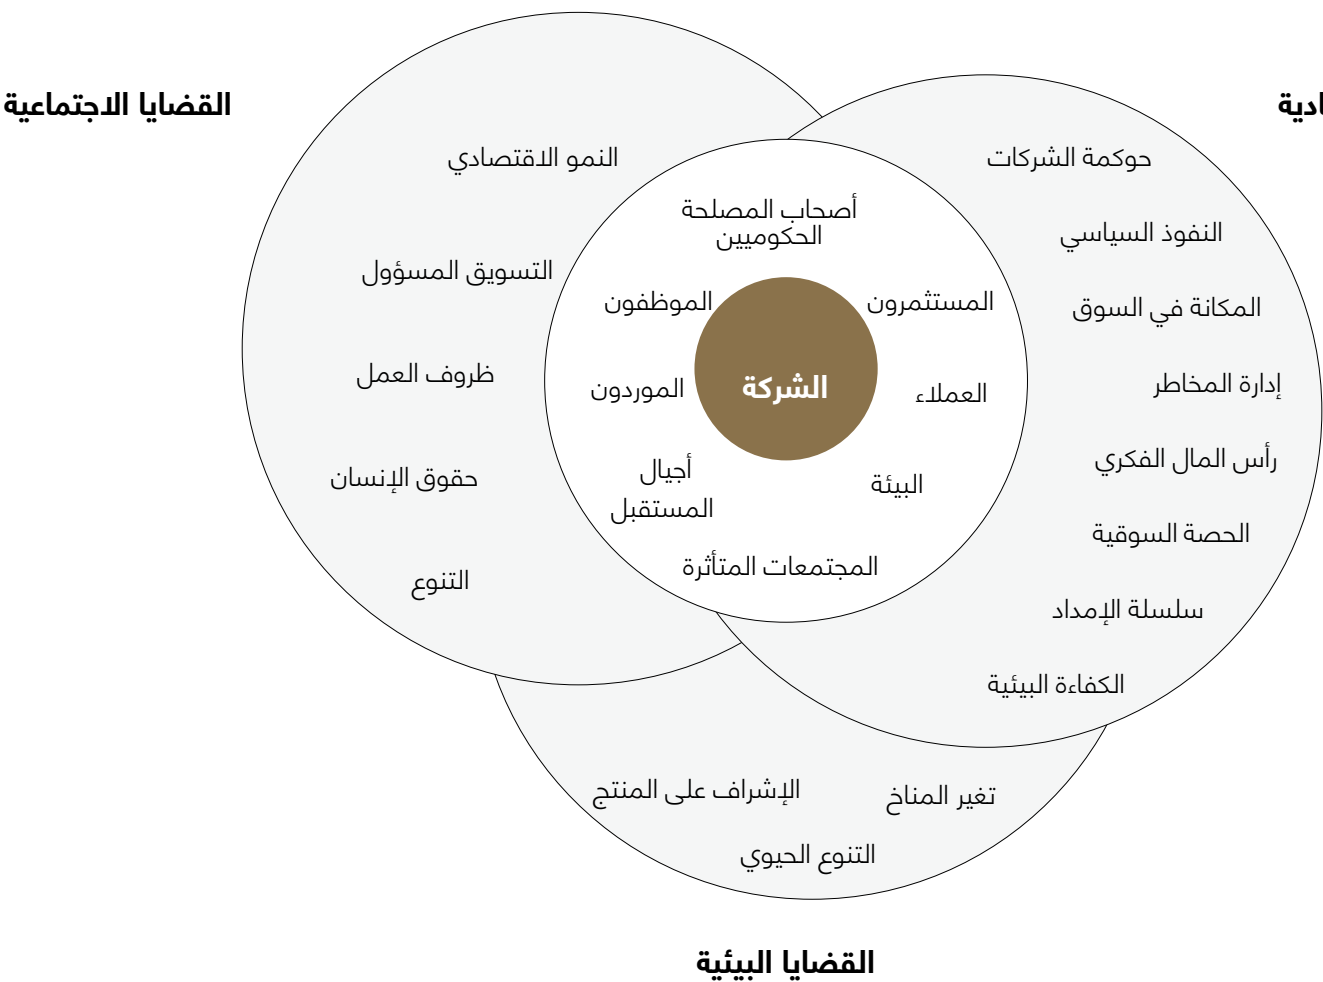 القضايا الاجتماعية
النمو الاقتصادي
التسويق المسؤول
ظروف العمل
حقوق الإنسان
التنوع
حوكمة الشركات
النفوذ السياسي
المكانة في السوق
إدارة المخاطر
رأس المال الفكري
الحصة السوقية
سلسلة الإمداد
الكفاءة البيئية
أصحاب المصلحة
الحكوميين
المستثمرون
الموظفون
العملاء
الشركة
الموردون
البيئة
أجيال
المستقبل
المجتمعات المتأثرة
تغير المناخ
الإشراف على المنتج
التنوع الحيوي
القضايا البيئية